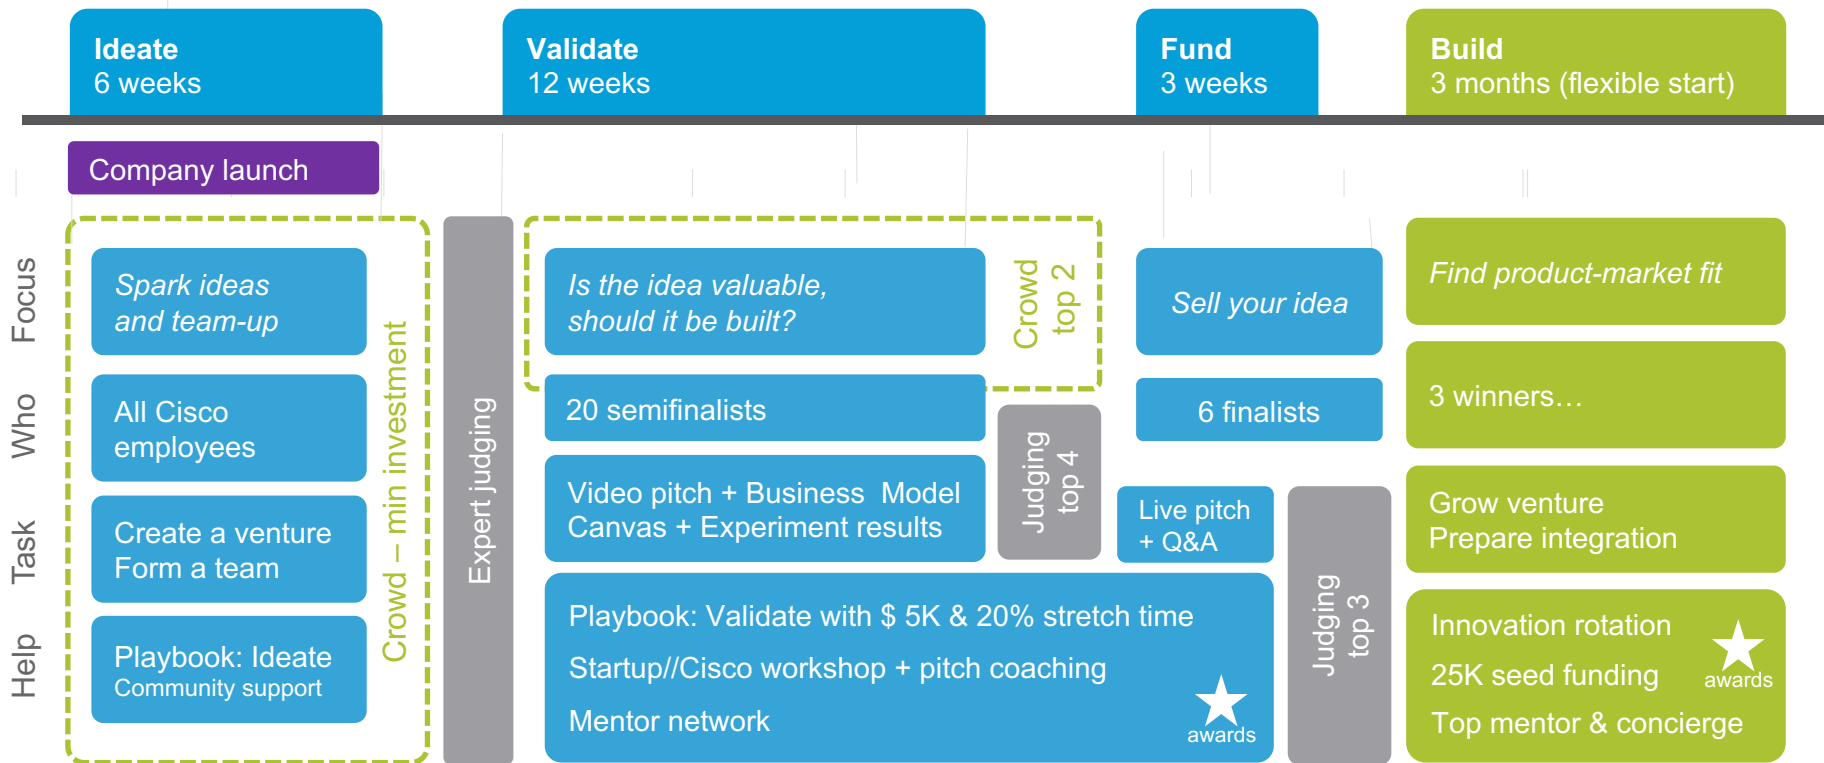 Ideate
6 weeks
Validate
12 weeks
Fund
3 weeks
Build
3 months (flexible start)
Company launch
Focus
Spark ideas
and team-up
Is the idea valuable,
should it be built?
Crowd
top 2
Sell your idea
Find product-market fit
Who
All Cisco
employees
Crowd – min investment
Expert judging
20 semifinalists
Judging
top 4
6 finalists
3 winners…
Task
Create a venture
Form a team
Video pitch + Business Model
Canvas + Experiment results
Live pitch
+ Q&A
Judging
top 3
Grow venture
Prepare integration
Help
Playbook: Ideate
Community support
Playbook: Validate with $ 5K & 20% stretch time
Startup//Cisco workshop + pitch coaching
Mentor network
awards
Innovation rotation
25K seed funding
awards
Top mentor & concierge